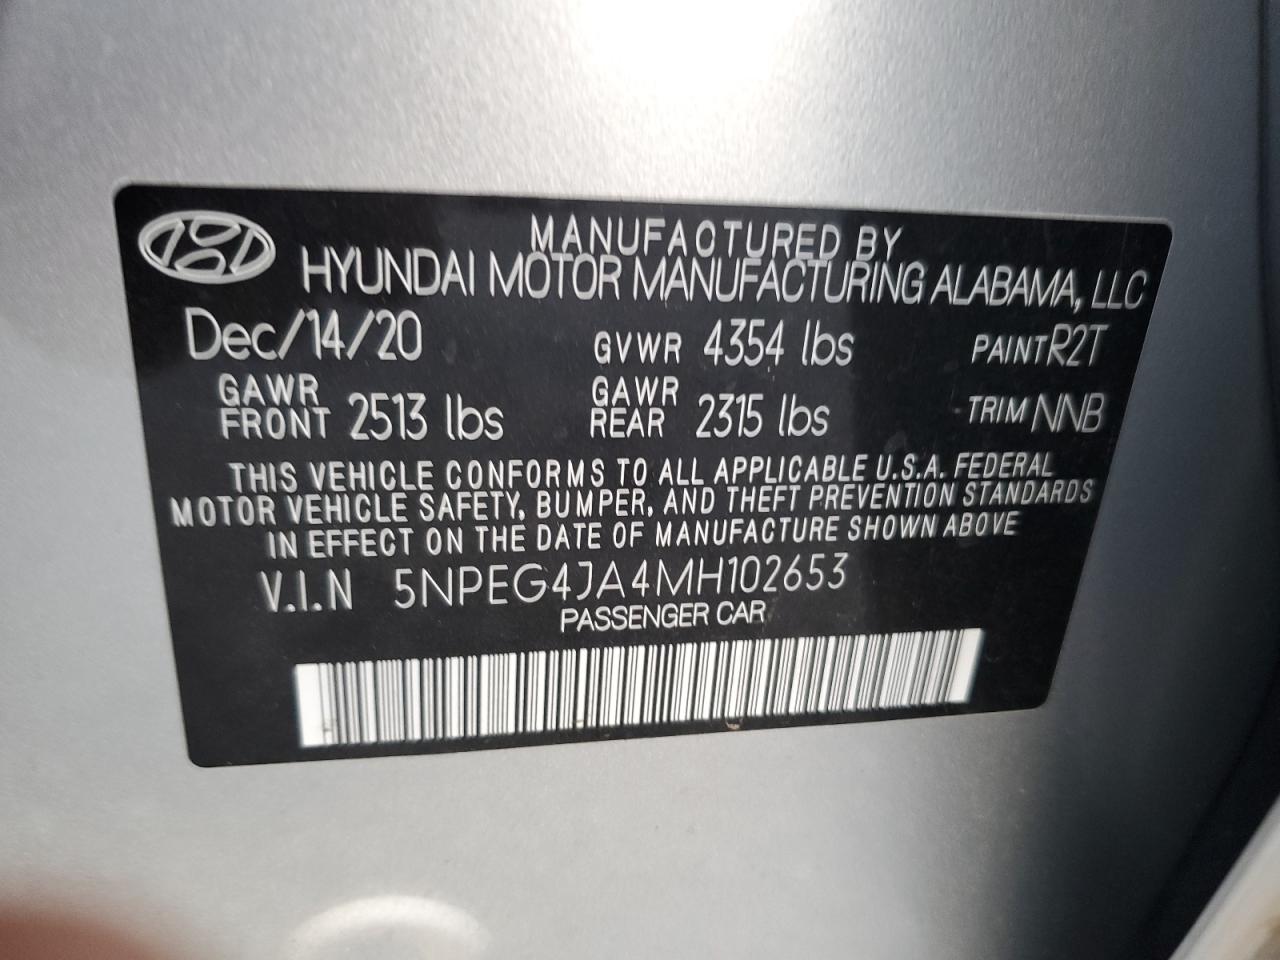 MANUFACTURED BY
HYUNDAI MOTOR MANUFACTURING ALABAMA, LLC
Dec/14/20 GVWR 4354 lbs PAINT R2T
GAWR FRONT 2513 lbs GAWR REAR 2315 lbs TRIM NNB
THIS VEHICLE CONFORMS TO ALL APPLICABLE U.S.A. FEDERAL
MOTOR VEHICLE SAFETY, BUMPER, AND THEFT PREVENTION STANDARDS
IN EFFECT ON THE DATE OF MANUFACTURE SHOWN ABOVE
V.I.N 5NPEG4JA4MH102653
PASSENGER CAR